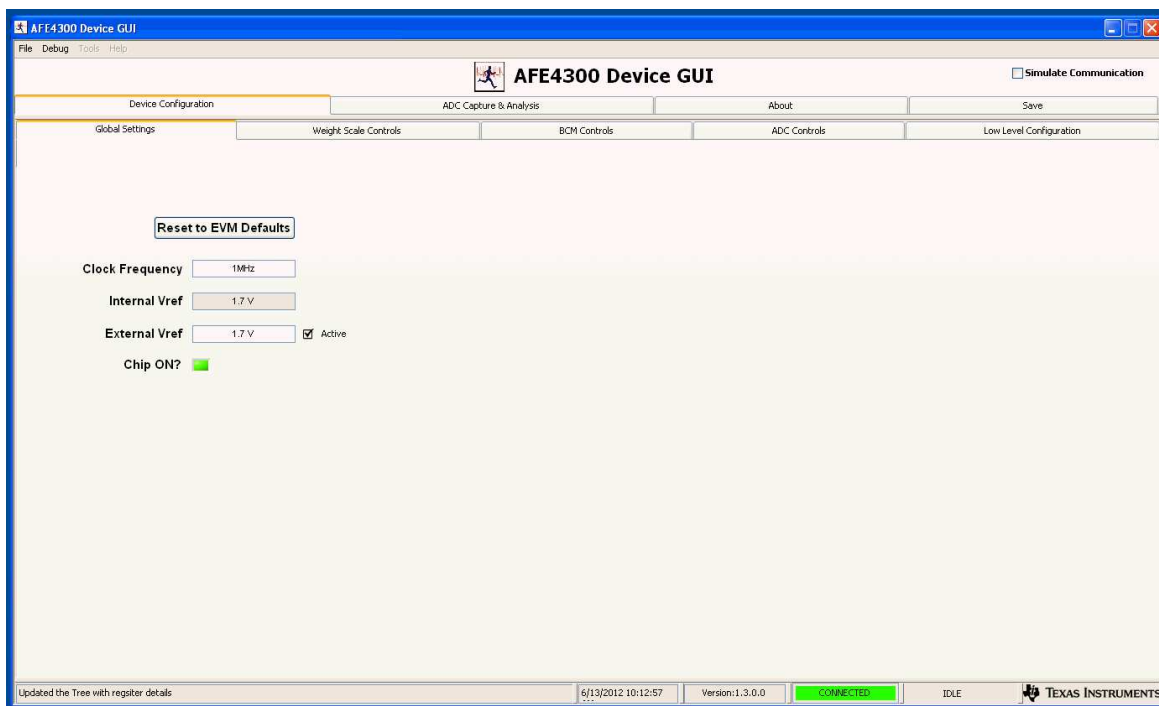 AFE4300 Device GUI
File Debug Tools Help
AFE4300 Device GUI
Simulate Communication
Device Configuration ADC Capture & Analysis About Save
Global Settings Weight Scale Controls BCM Controls ADC Controls Low Level Configuration
Reset to EVM Defaults
Clock Frequency 1MHz
Internal Vref 1.7 V
External Vref 1.7 V Active
Chip ON?
Updated the Tree with regsiter details 6/13/2012 10:12:57 Version:1.3.0.0 CONNECTED IDLE TEXAS INSTRUMENTS